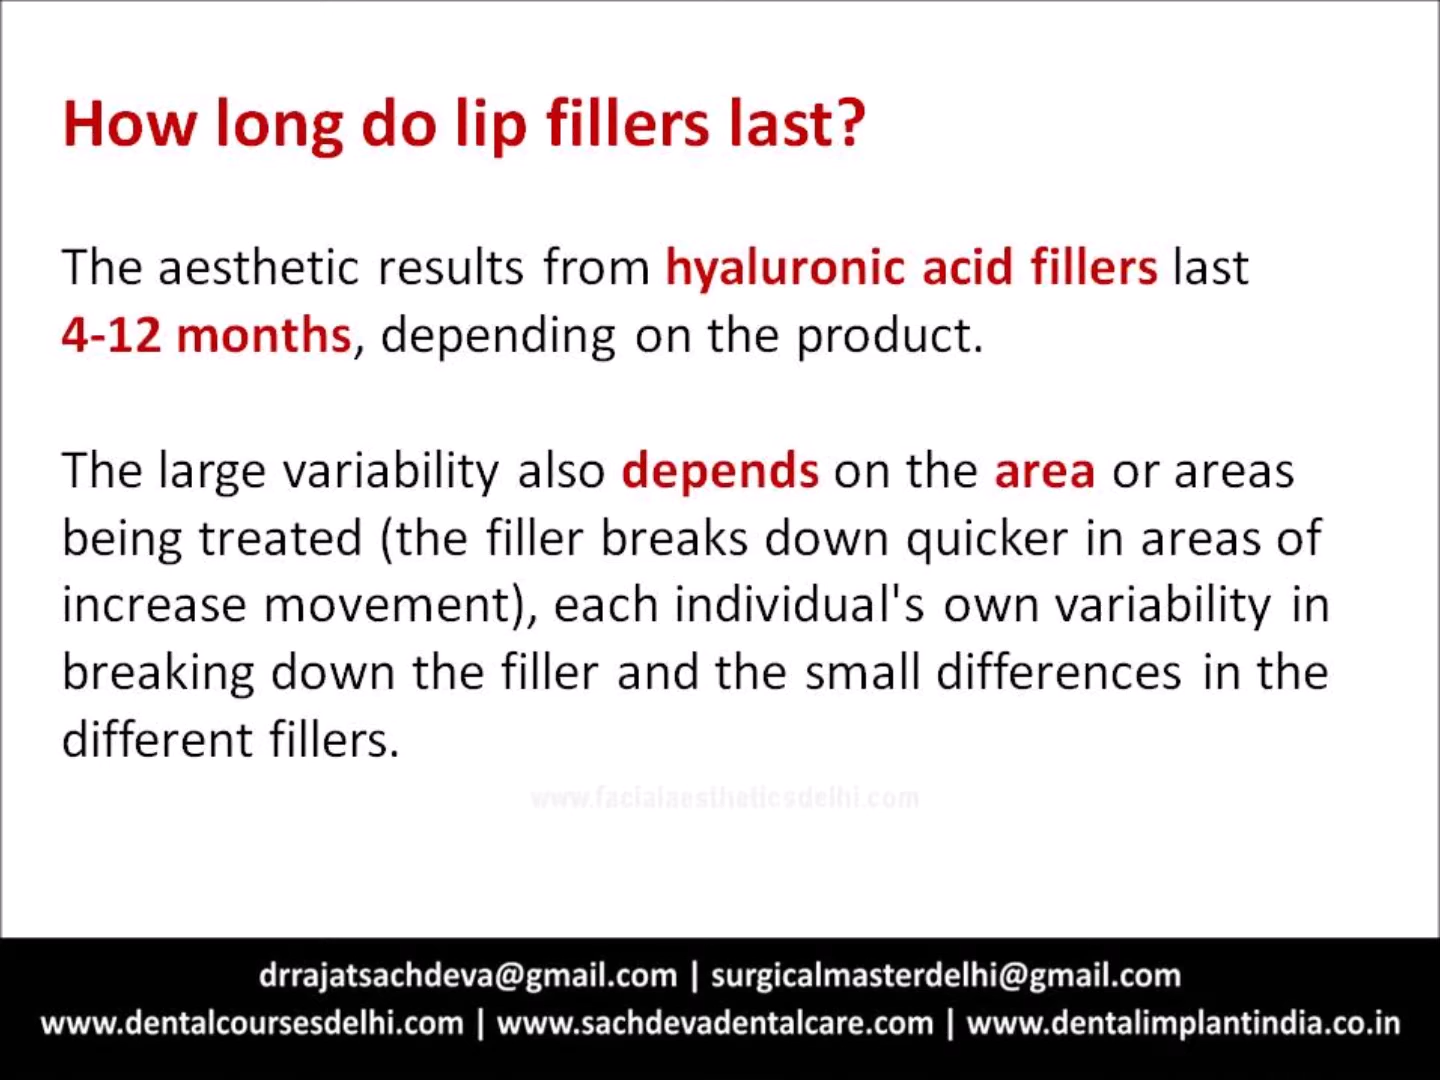 How long do lip fillers last?
The aesthetic results from hyaluronic acid fillers last
4-12 months, depending on the product.
The large variability also depends on the area or areas
being treated (the filler breaks down quicker in areas of
increase movement), each individual's own variability in
breaking down the filler and the small differences in the
different fillers.
www.facialaestheticsdelhi.com
drrajatsachdeva@gmail.com | surgicalmasterdelhi@gmail.com
www.dentalcoursesdelhi.com | www.sachdevadentalcare.com | www.dentalimplantindia.co.in